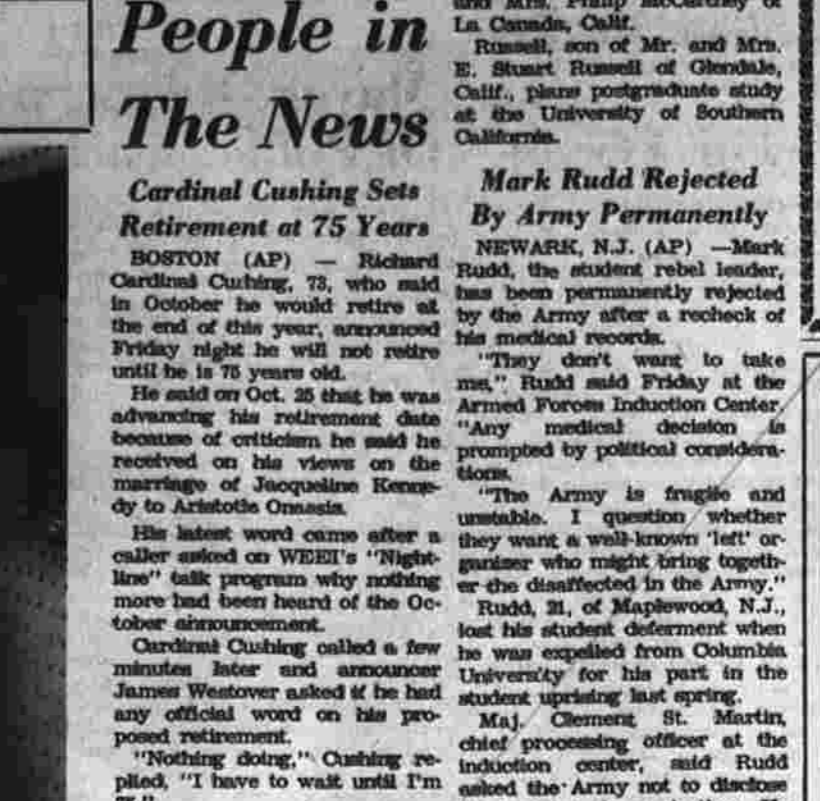 People in
The News
Cardinal Cushing Sets
Retirement at 75 Years
BOSTON (AP) — Richard
Cardinal Cushing, 73, who said
in October he would retire at
the end of this year, announced
Friday night he will not retire
until he is 75 years old.
He said on Oct. 25 that he was
advancing his retirement date
because of criticism he said he
received on his views on the
marriage of Jacqueline Kenne-
dy to Aristotle Onassis.
His latest word came after a
caller asked on WEEI's "Night-
line" talk program why nothing
more had been heard of the Oc-
tober announcement.
Cardinal Cushing called a few
minutes later and announcer
James Westover asked if he had
any official word on his pro-
posed retirement.
"Nothing doing," Cushing re-
plied, "I have to wait until I'm
and Mrs. Philip McCartney of
La Canada, Calif.
Russell, son of Mr. and Mrs.
E. Stuart Russell of Glendale,
Calif., plans postgraduate study
at the University of Southern
California.
Mark Rudd Rejected
By Army Permanently
NEWARK, N.J. (AP) —Mark
Rudd, the student rebel leader,
has been permanently rejected
by the Army after a recheck of
his medical records.
"They don't want to take
me," Rudd said Friday at the
Armed Forces Induction Center.
"Any medical decision is
prompted by political considera-
tions.
"The Army is fragile and
unstable. I question whether
they want a well-known 'left' or-
ganizer who might bring togeth-
er the disaffected in the Army."
Rudd, 21, of Maplewood, N.J.,
lost his student deferment when
he was expelled from Columbia
University for his part in the
student uprising last spring.
Maj. Clement St. Martin,
chief processing officer at the
induction center, said Rudd
asked the Army not to disclose